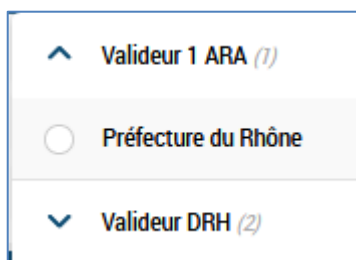 Valideur 1 ARA (1)
Préfecture du Rhône
Valideur DRH (2)